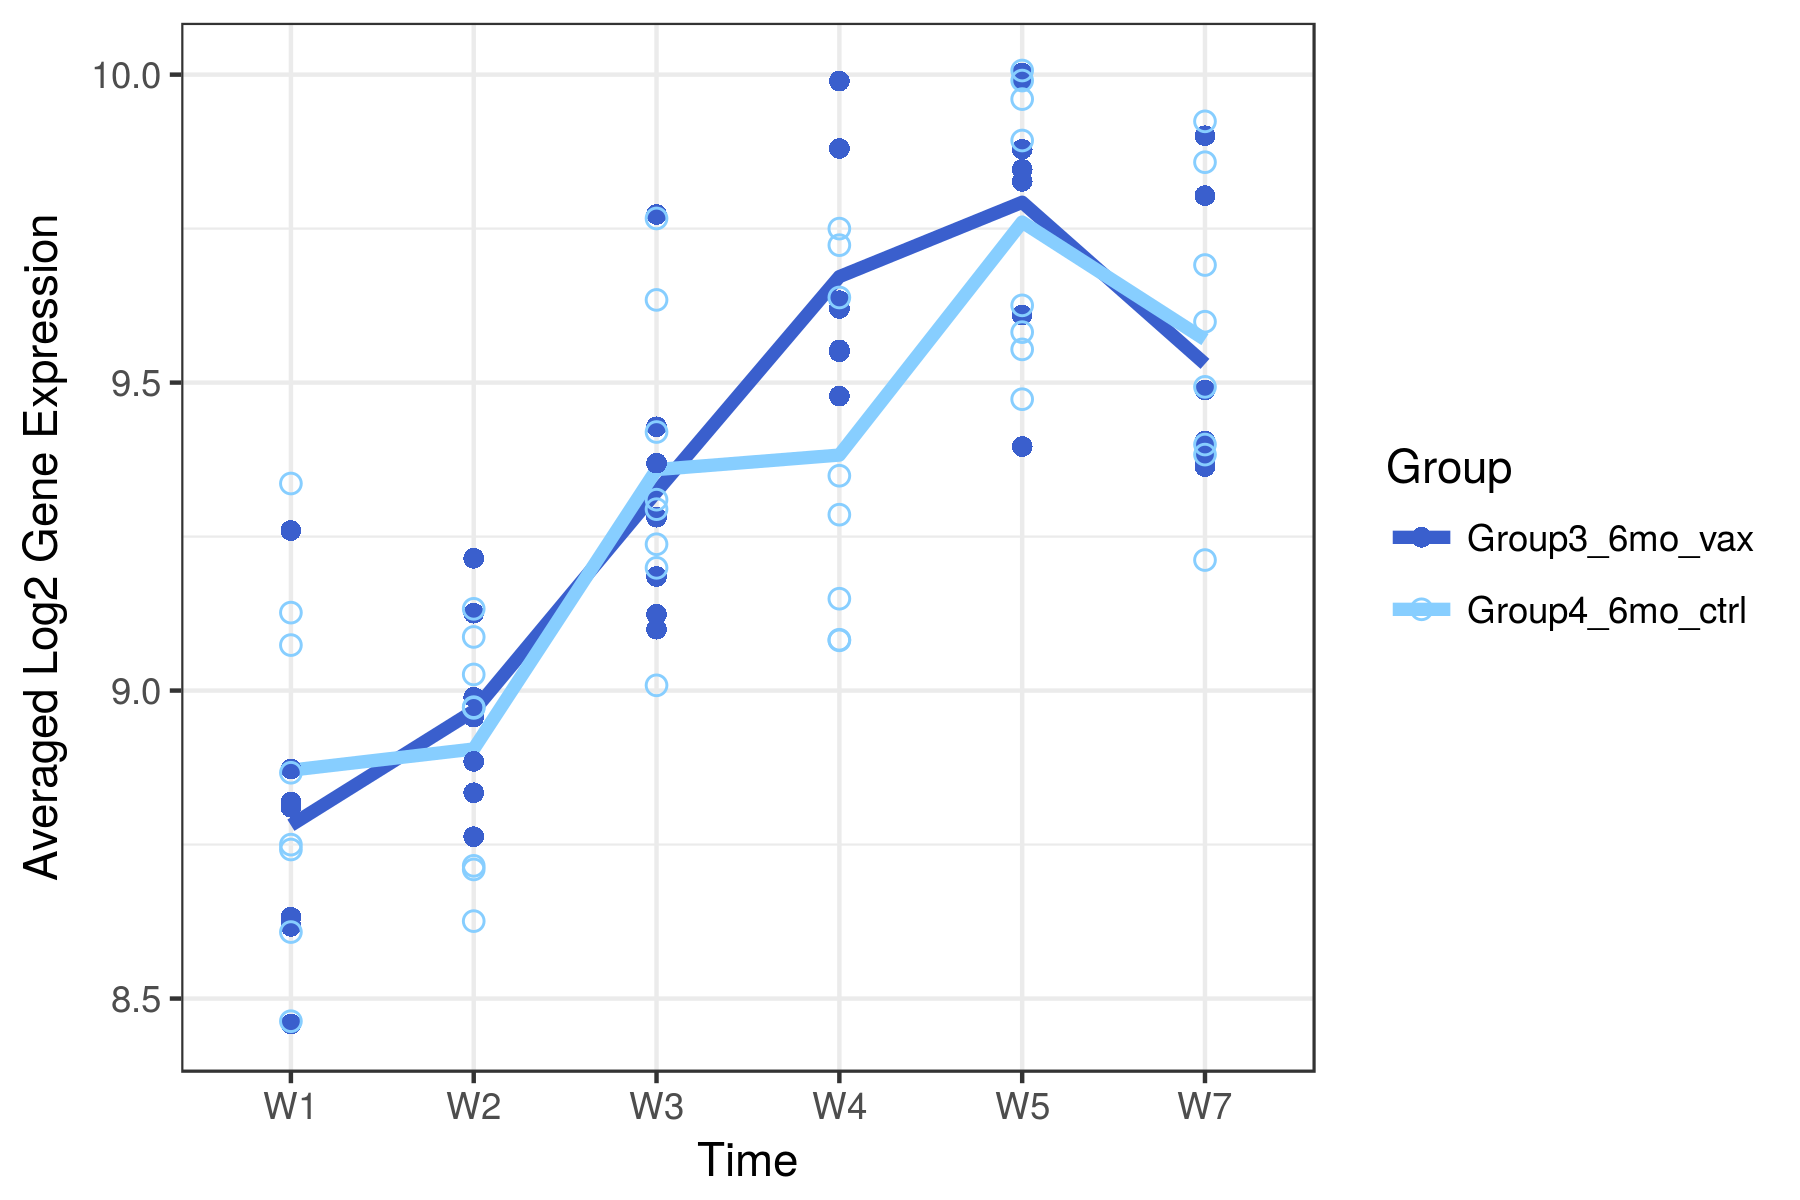 Averaged Log2 Gene Expression
10.0
9.5
9.0
8.5
W1 W2 W3 W4 W5 W7
Time
Group
Group3_6mo_vax
Group4_6mo_ctrl